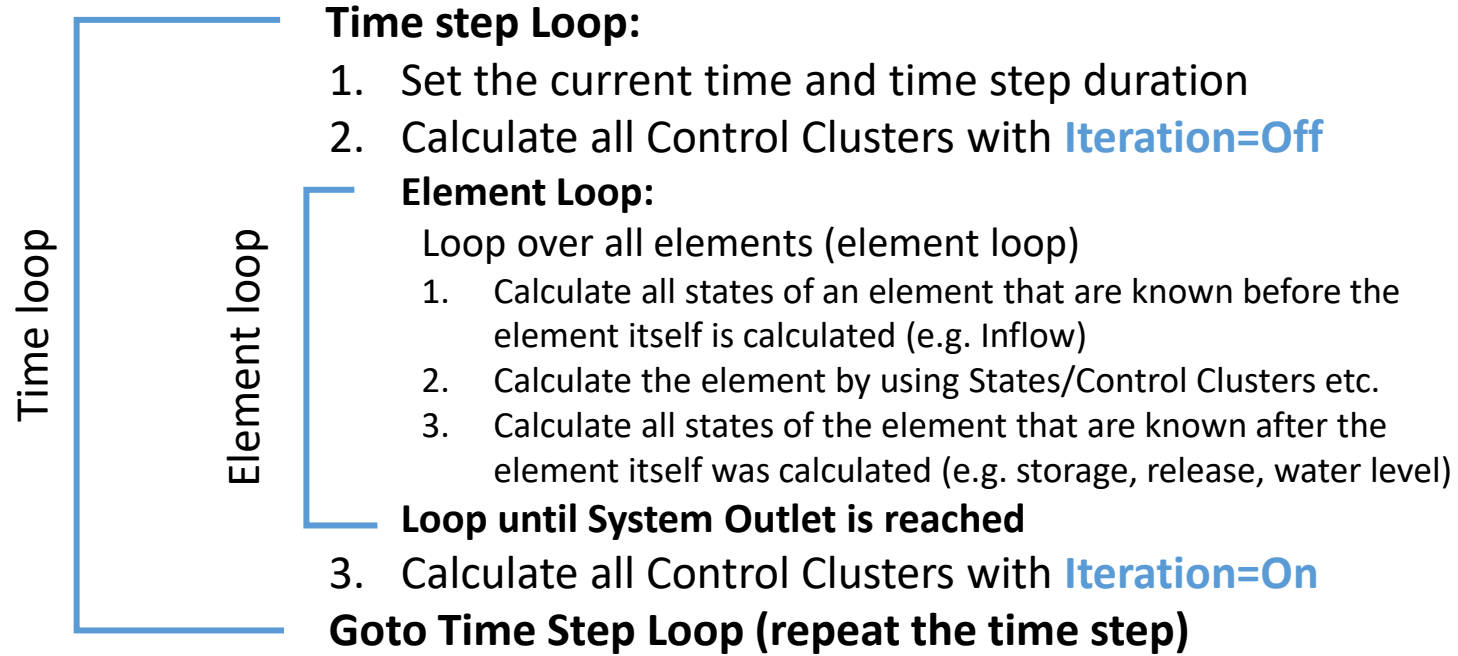 Time step Loop:
1. Set the current time and time step duration
2. Calculate all Control Clusters with Iteration=Off
Element Loop:
Loop over all elements (element loop)
1. Calculate all states of an element that are known before the
element itself is calculated (e.g. Inflow)
2. Calculate the element by using States/Control Clusters etc.
3. Calculate all states of the element that are known after the
element itself was calculated (e.g. storage, release, water level)
Loop until System Outlet is reached
3. Calculate all Control Clusters with Iteration=On
Goto Time Step Loop (repeat the time step)
Time loop
Element loop